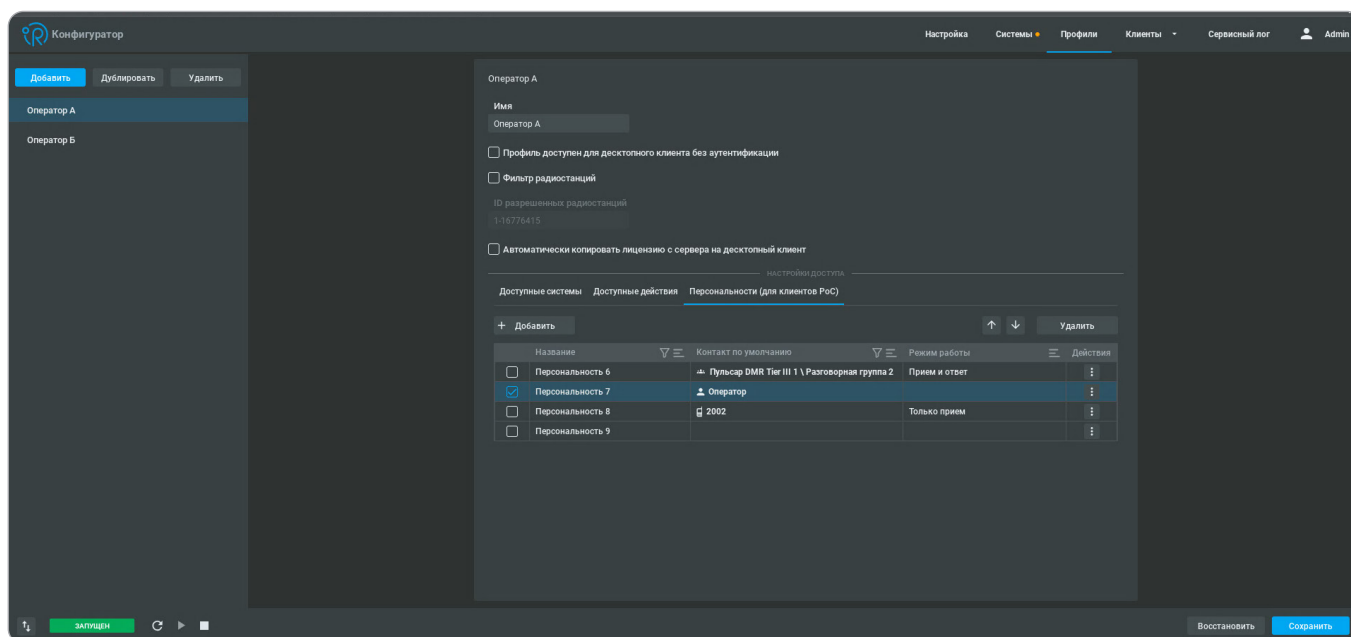 Конфигуратор
Настройка Системы Профили Клиенты Сервисный лог Admin
Добавить Дублировать Удалить
Оператор А
Оператор Б
Оператор А
Имя
Оператор А
Профиль доступен для десктопного клиента без аутентификации
Фильтр радиостанций
ID разрешенных радиостанций
1-16776415
Автоматически копировать лицензию с сервера на десктопный клиент
НАСТРОЙКИ ДОСТУПА
Доступные системы Доступные действия Персональности (для клиентов PoC)
+ Добавить Удалить
Название Контакт по умолчанию Режим работы Действия
Персональность 6 Пульсар DMR Tier III 1 \ Разговорная группа 2 Прием и ответ
Персональность 7 Оператор
Персональность 8 2002 Только прием
Персональность 9
ЗАПУЩЕН
Восстановить Сохранить